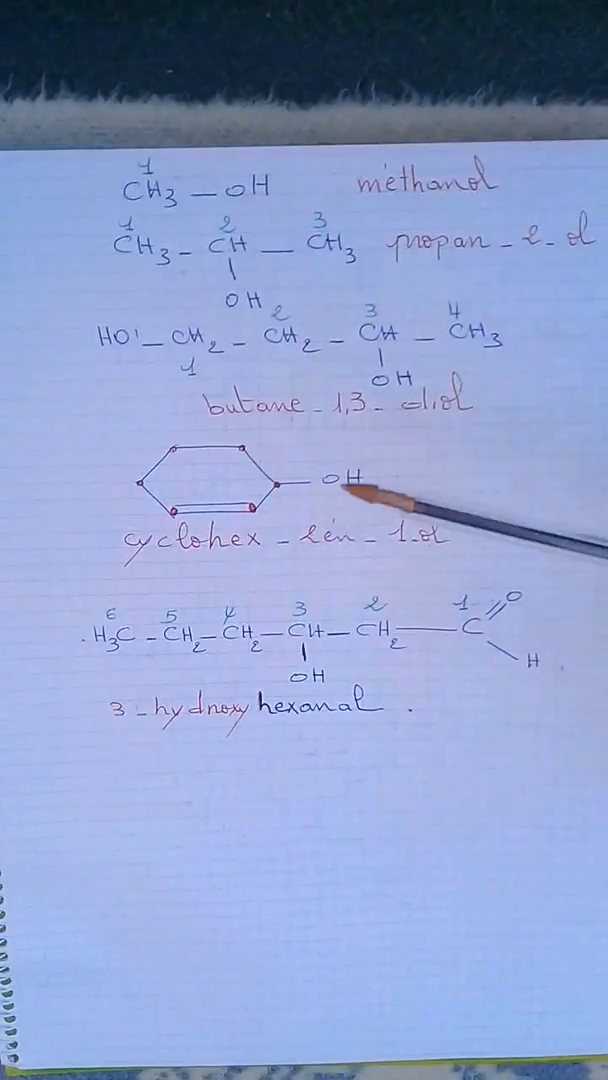 1
CH3 – OH méthanol
1 2 3
CH3 – CH – CH3 propan - 2 - ol
OH
2 3 4
HO – CH2 – CH2 – CH – CH3
1
OH
butane - 1,3 - diol
OH
cyclohex - 2én - 1-ol
6 5 4 3 2 1 O
H3C – CH2 – CH2 – CH – CH2 – C
OH H
3 - hydroxy hexanal .